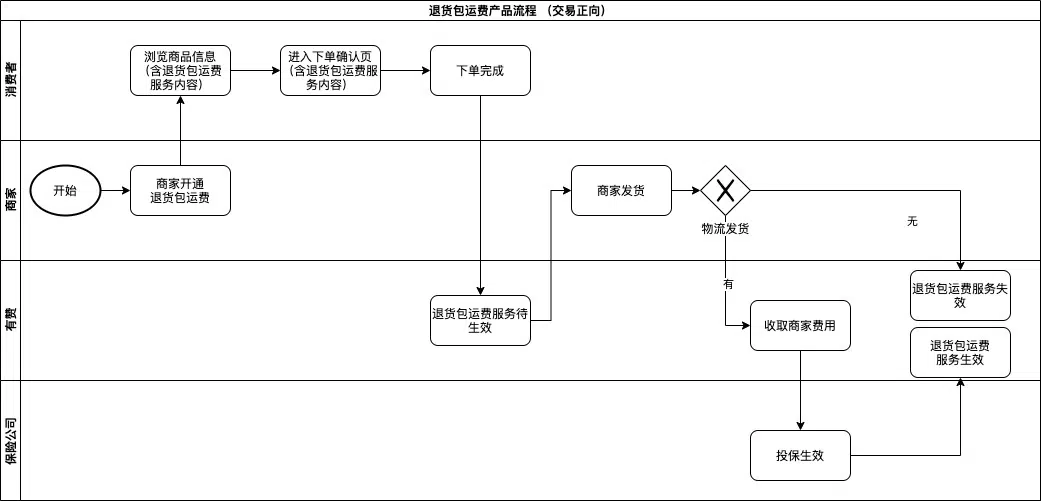 退货包运费产品流程 （交易正向）
消费者
浏览商品信息
（含退货包运费
服务内容）
进入下单确认页
（含退货包运费服
务内容）
下单完成
商家
开始
商家开通
退货包运费
商家发货
物流发货
无
有
有赞
退货包运费服务待
生效
收取商家费用
退货包运费服务失
效
退货包运费
服务生效
保险公司
投保生效